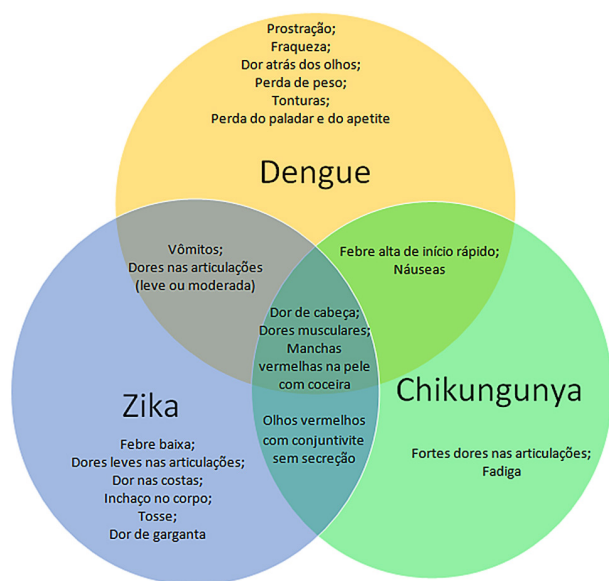 Prostração;
Fraqueza;
Dor atrás dos olhos;
Perda de peso;
Tonturas;
Perda do paladar e do apetite
Dengue
Vômitos;
Dores nas articulações
(leve ou moderada)
Febre alta de início rápido;
Náuseas
Dor de cabeça;
Dores musculares;
Manchas
vermelhas na pele
com coceira
Zika
Chikungunya
Olhos vermelhos
com conjuntivite
sem secreção
Febre baixa;
Dores leves nas articulações;
Dor nas costas;
Inchaço no corpo;
Tosse;
Dor de garganta
Fortes dores nas articulações;
Fadiga